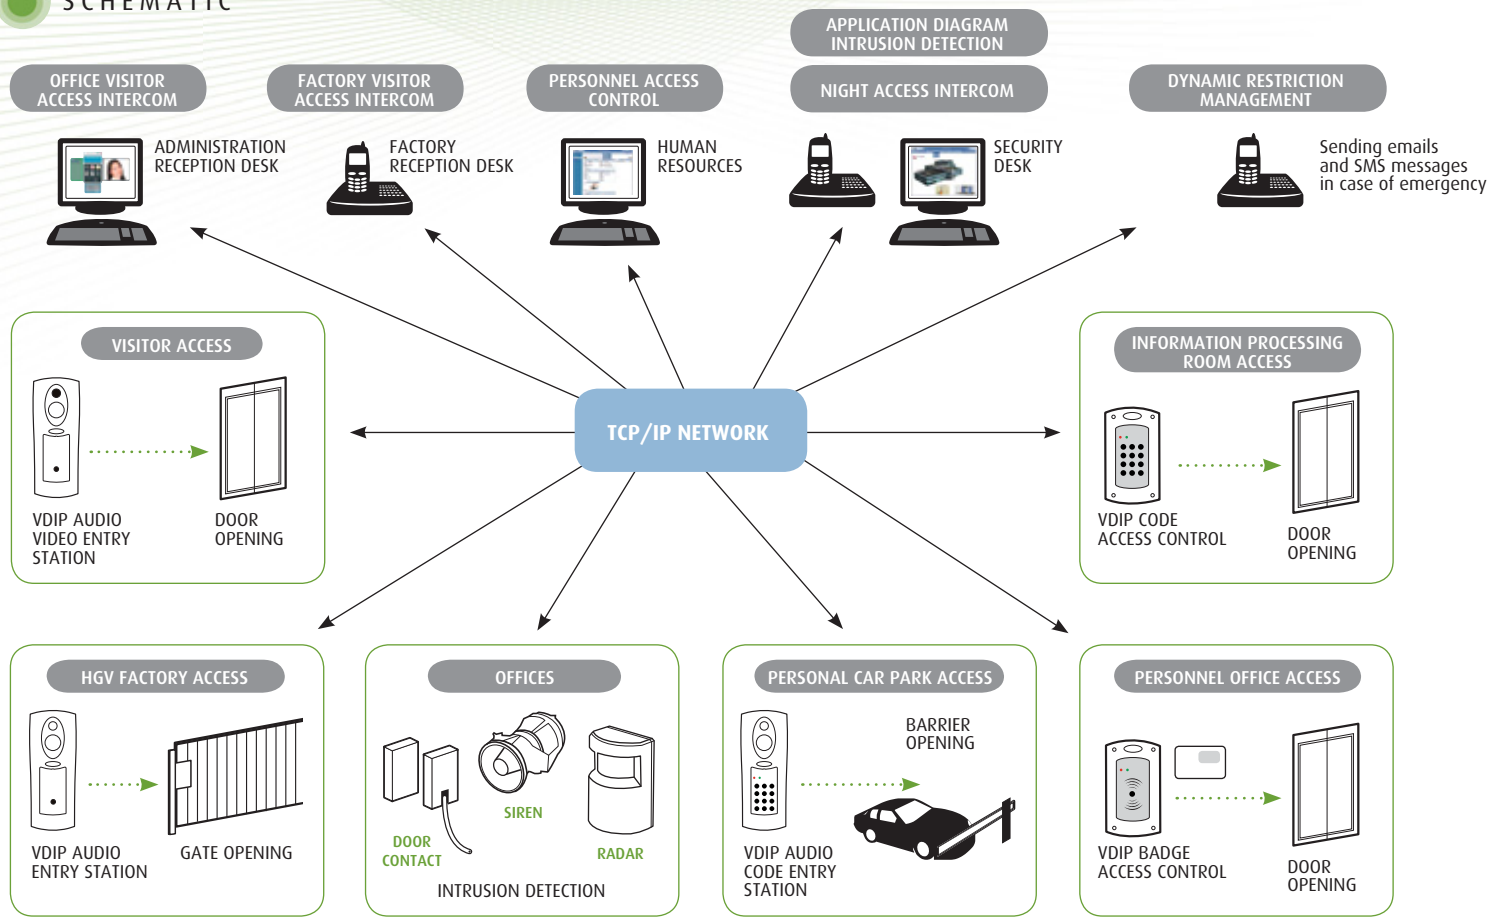 SCHEMATIC
APPLICATION DIAGRAM
INTRUSION DETECTION
OFFICE VISITOR
ACCESS INTERCOM
FACTORY VISITOR
ACCESS INTERCOM
PERSONNEL ACCESS
CONTROL
NIGHT ACCESS INTERCOM
DYNAMIC RESTRICTION
MANAGEMENT
ADMINISTRATION
RECEPTION DESK
FACTORY
RECEPTION DESK
HUMAN
RESOURCES
SECURITY
DESK
Sending emails
and SMS messages
in case of emergency
VISITOR ACCESS
VDIP AUDIO
VIDEO ENTRY
STATION
DOOR
OPENING
TCP/IP NETWORK
INFORMATION PROCESSING
ROOM ACCESS
VDIP CODE
ACCESS CONTROL
DOOR
OPENING
HGV FACTORY ACCESS
VDIP AUDIO
ENTRY STATION
GATE OPENING
OFFICES
DOOR
CONTACT
SIREN
RADAR
INTRUSION DETECTION
PERSONAL CAR PARK ACCESS
BARRIER
OPENING
VDIP AUDIO
CODE ENTRY
STATION
PERSONNEL OFFICE ACCESS
VDIP BADGE
ACCESS CONTROL
DOOR
OPENING